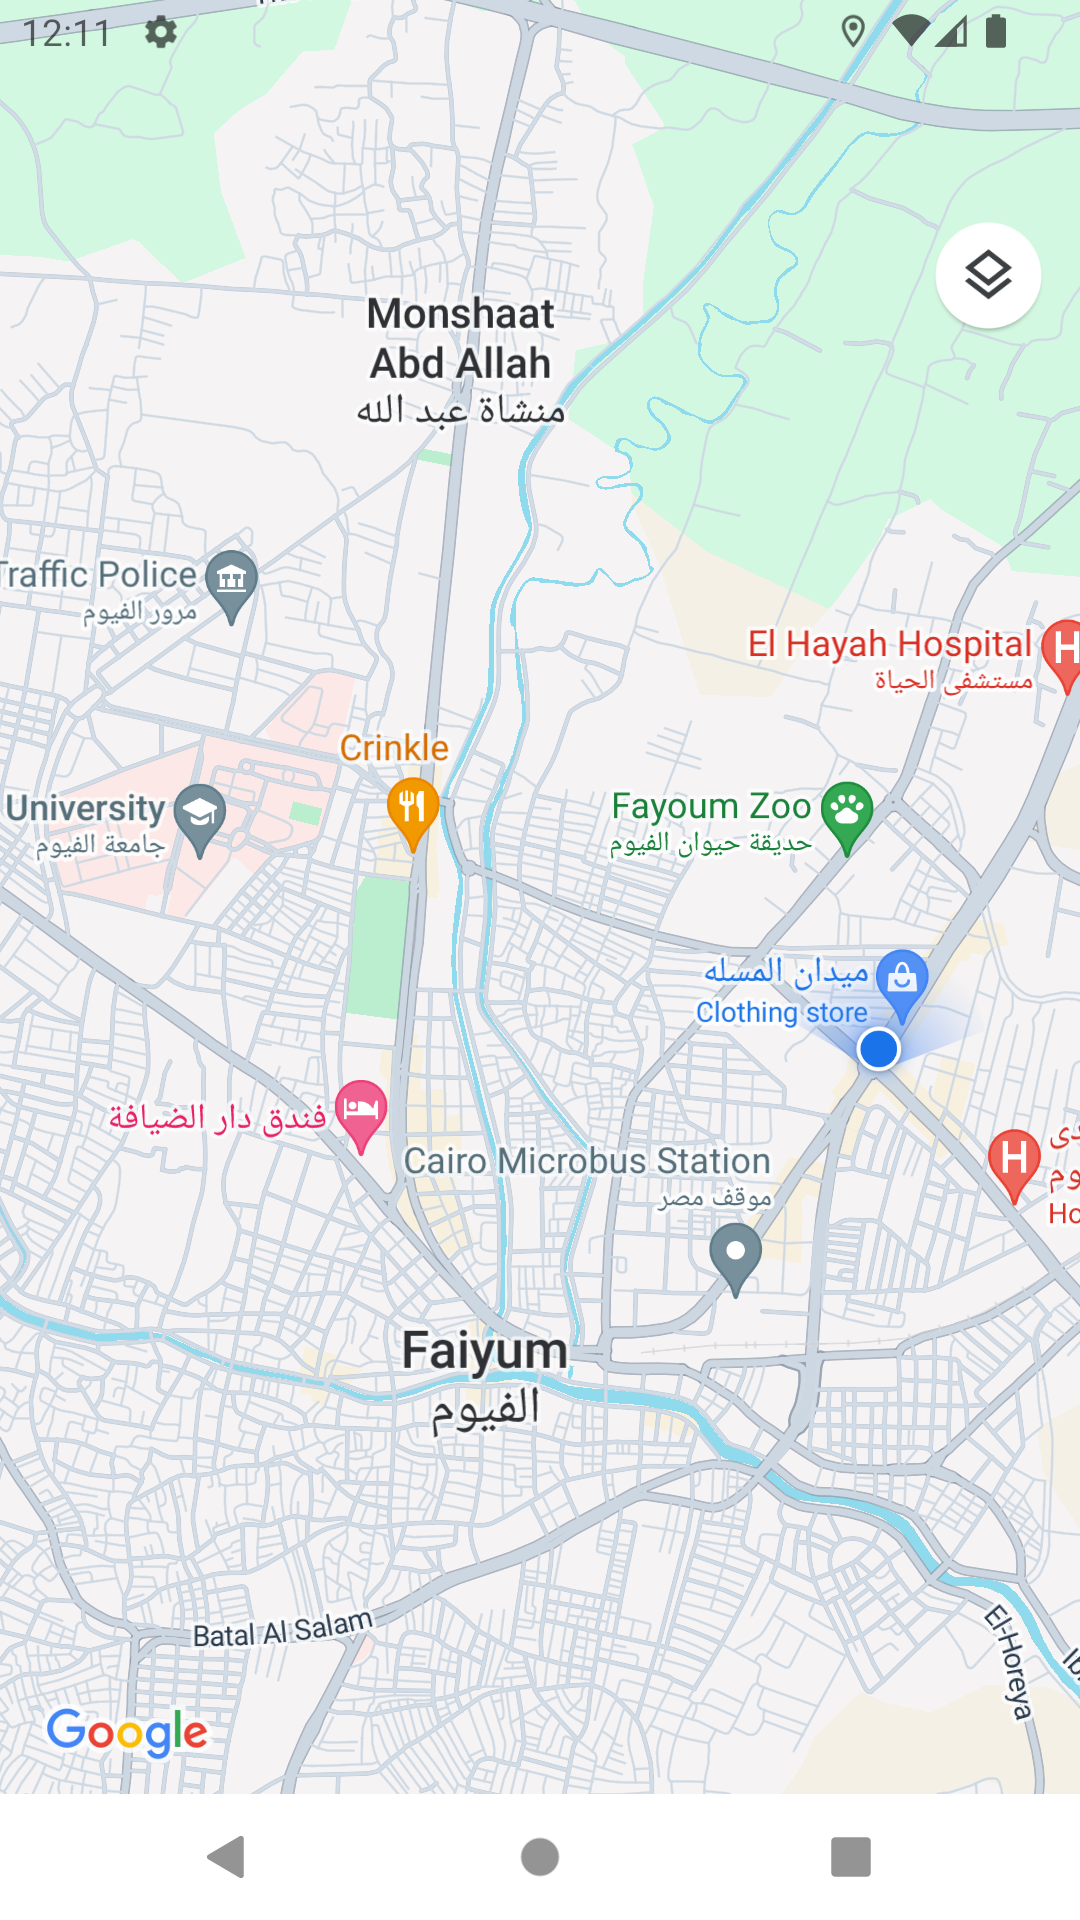 12:11
Monshaat
Abd Allah
منشاة عبد الله
Traffic Police
مرور الفيوم
El Hayah Hospital
مستشفى الحياة
H
Crinkle
University
جامعة الفيوم
Fayoum Zoo
حديقة حيوان الفيوم
ميدان المسله
Clothing store
فندق دار الضيافة
Cairo Microbus Station
موقف مصر
H
Faiyum
الفيوم
Batal Al Salam
El-Horeya
Google